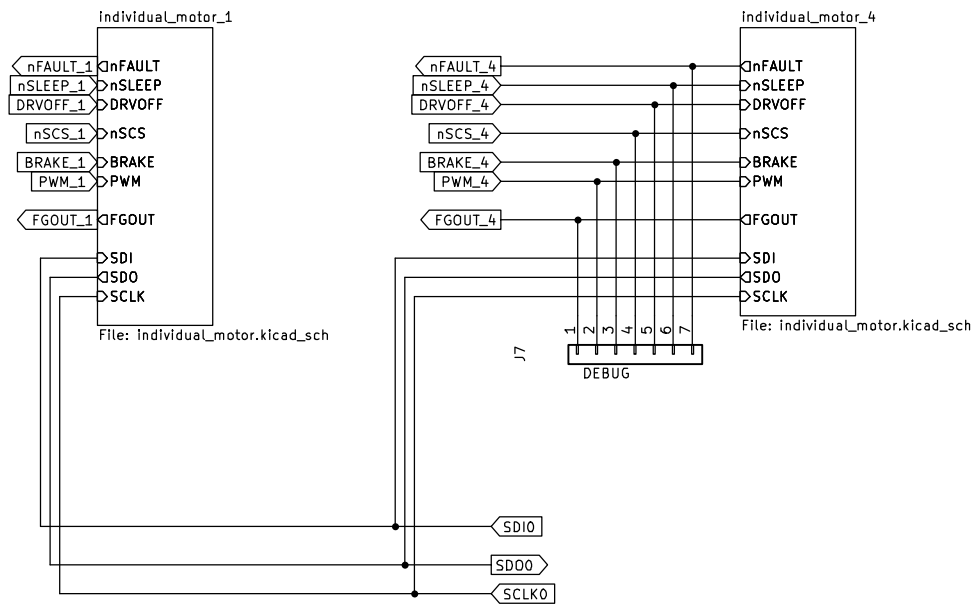 individual_motor_1
nFAULT_1 nFAULT
nSLEEP_1 nSLEEP
DRVOFF_1 DRVOFF
nSCS_1 nSCS
BRAKE_1 BRAKE
PWM_1 PWM
FGOUT_1 FGOUT
SDI
SDO
SCLK
File: individual_motor.kicad_sch
individual_motor_4
nFAULT_4 nFAULT
nSLEEP_4 nSLEEP
DRVOFF_4 DRVOFF
nSCS_4 nSCS
BRAKE_4 BRAKE
PWM_4 PWM
FGOUT_4 FGOUT
SDI
SDO
SCLK
File: individual_motor.kicad_sch
1 2 3 4 5 6 7
J7
DEBUG
SDI0
SDO0
SCLK0